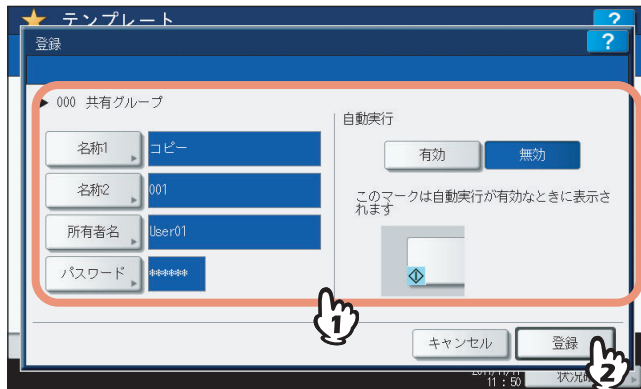 テンプレート
?
登録
?
000 共有グループ
名称1
コピー
名称2
001
所有者名
User01
パスワード
******
自動実行
有効
無効
このマークは自動実行が有効なときに表示さ
れます
1
キャンセル
登録
2
11 : 50
状況